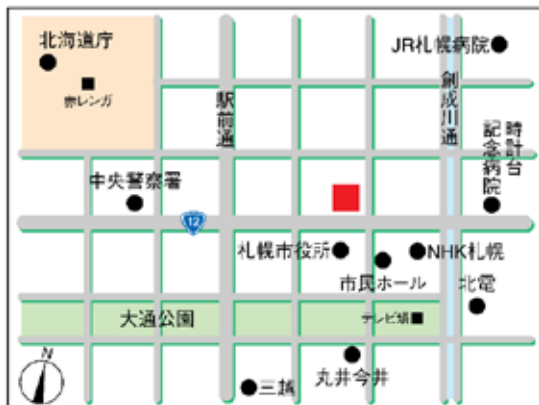 北海道庁
JR札幌病院
赤レンガ
駅前通
創成川通
時計台
記念病院
中央警察署
12
札幌市役所
NHK札幌
市民ホール
北電
大通公園
テレビ塔
N
丸井今井
三越